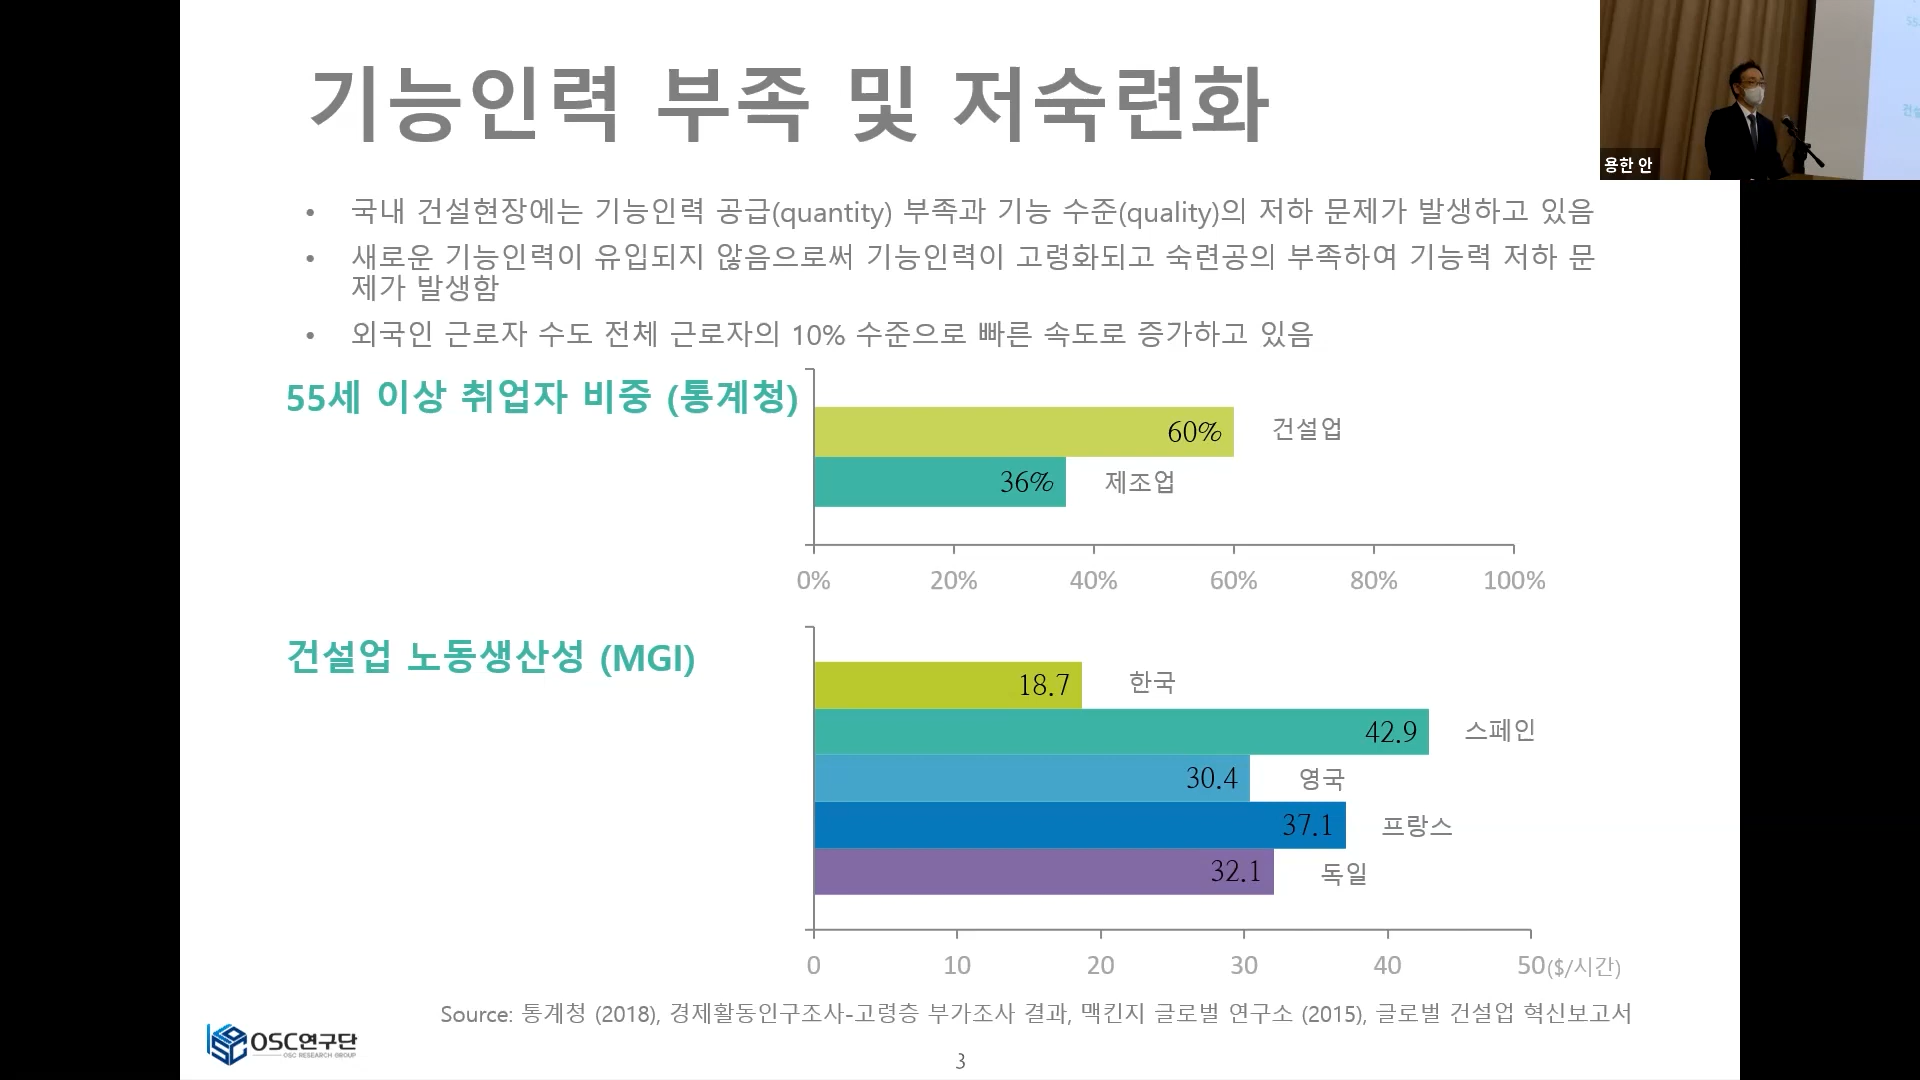 기능인력 부족 및 저숙련화
용한 안
• 국내 건설현장에는 기능인력 공급(quantity) 부족과 기능 수준(quality)의 저하 문제가 발생하고 있음
• 새로운 기능인력이 유입되지 않음으로써 기능인력이 고령화되고 숙련공의 부족하여 기능력 저하 문
제가 발생함
• 외국인 근로자 수도 전체 근로자의 10% 수준으로 빠른 속도로 증가하고 있음
55세 이상 취업자 비중 (통계청)
60% 건설업
36% 제조업
0% 20% 40% 60% 80% 100%
건설업 노동생산성 (MGI)
18.7 한국
42.9 스페인
30.4 영국
37.1 프랑스
32.1 독일
0 10 20 30 40 50($/시간)
Source: 통계청 (2018), 경제활동인구조사-고령층 부가조사 결과, 맥킨지 글로벌 연구소 (2015), 글로벌 건설업 혁신보고서
OSC연구단
OSC RESEARCH GROUP
3